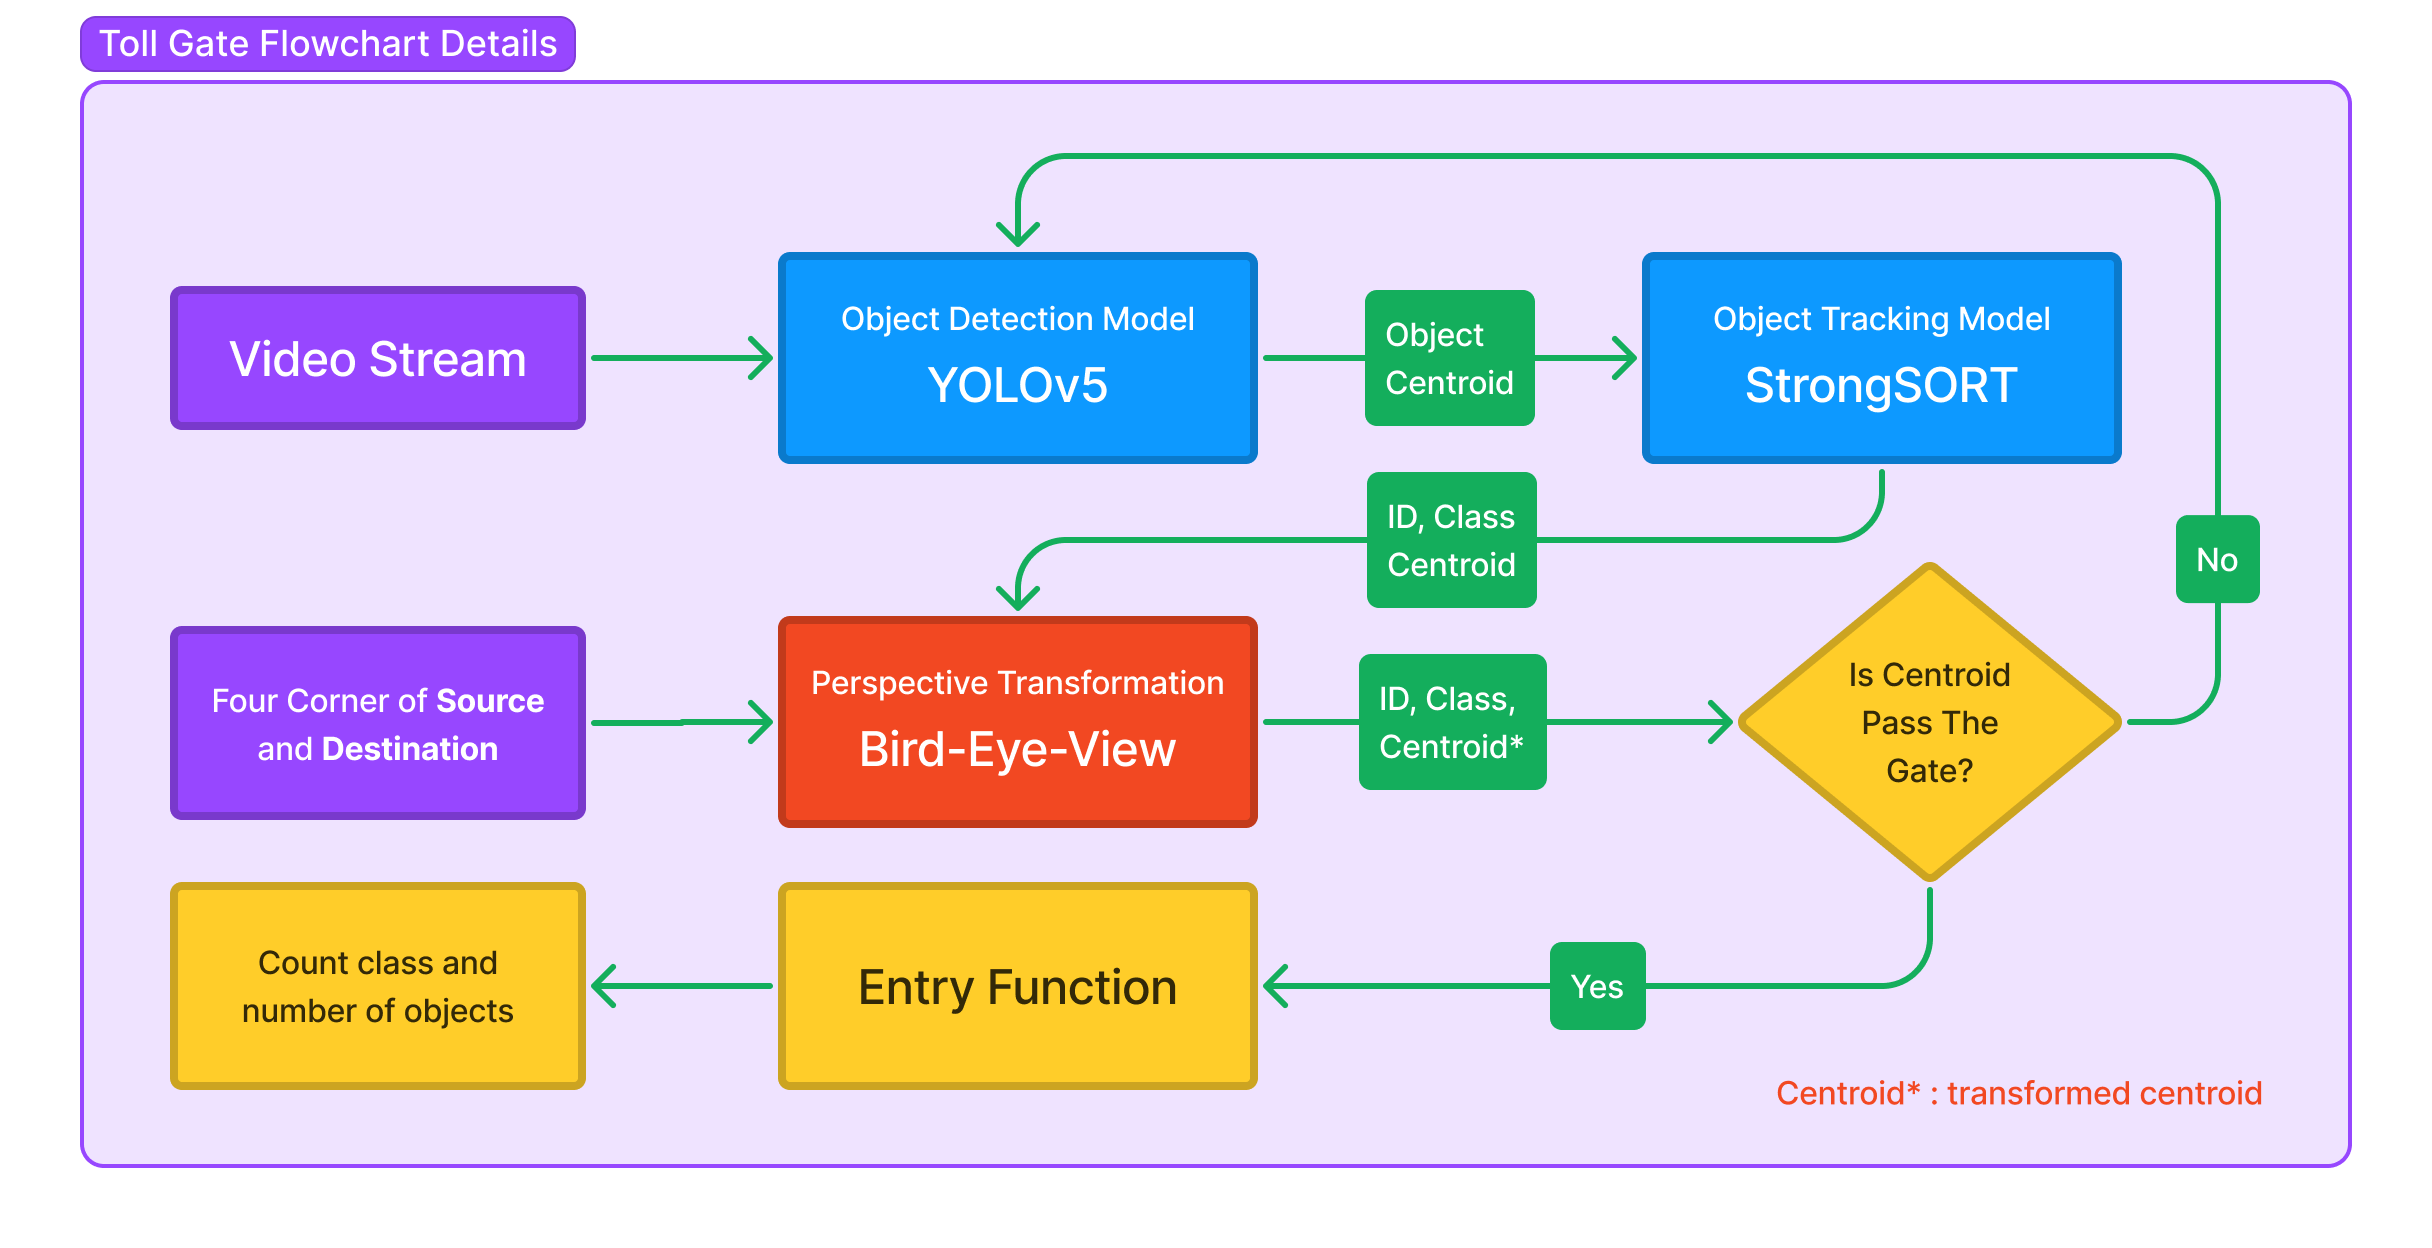 Toll Gate Flowchart Details
Video Stream
Object Detection Model
YOLOv5
Object
Centroid
Object Tracking Model
StrongSORT
ID, Class
Centroid
No
Four Corner of Source
and Destination
Perspective Transformation
Bird-Eye-View
ID, Class,
Centroid*
Is Centroid
Pass The
Gate?
Count class and
number of objects
Entry Function
Yes
Centroid* : transformed centroid